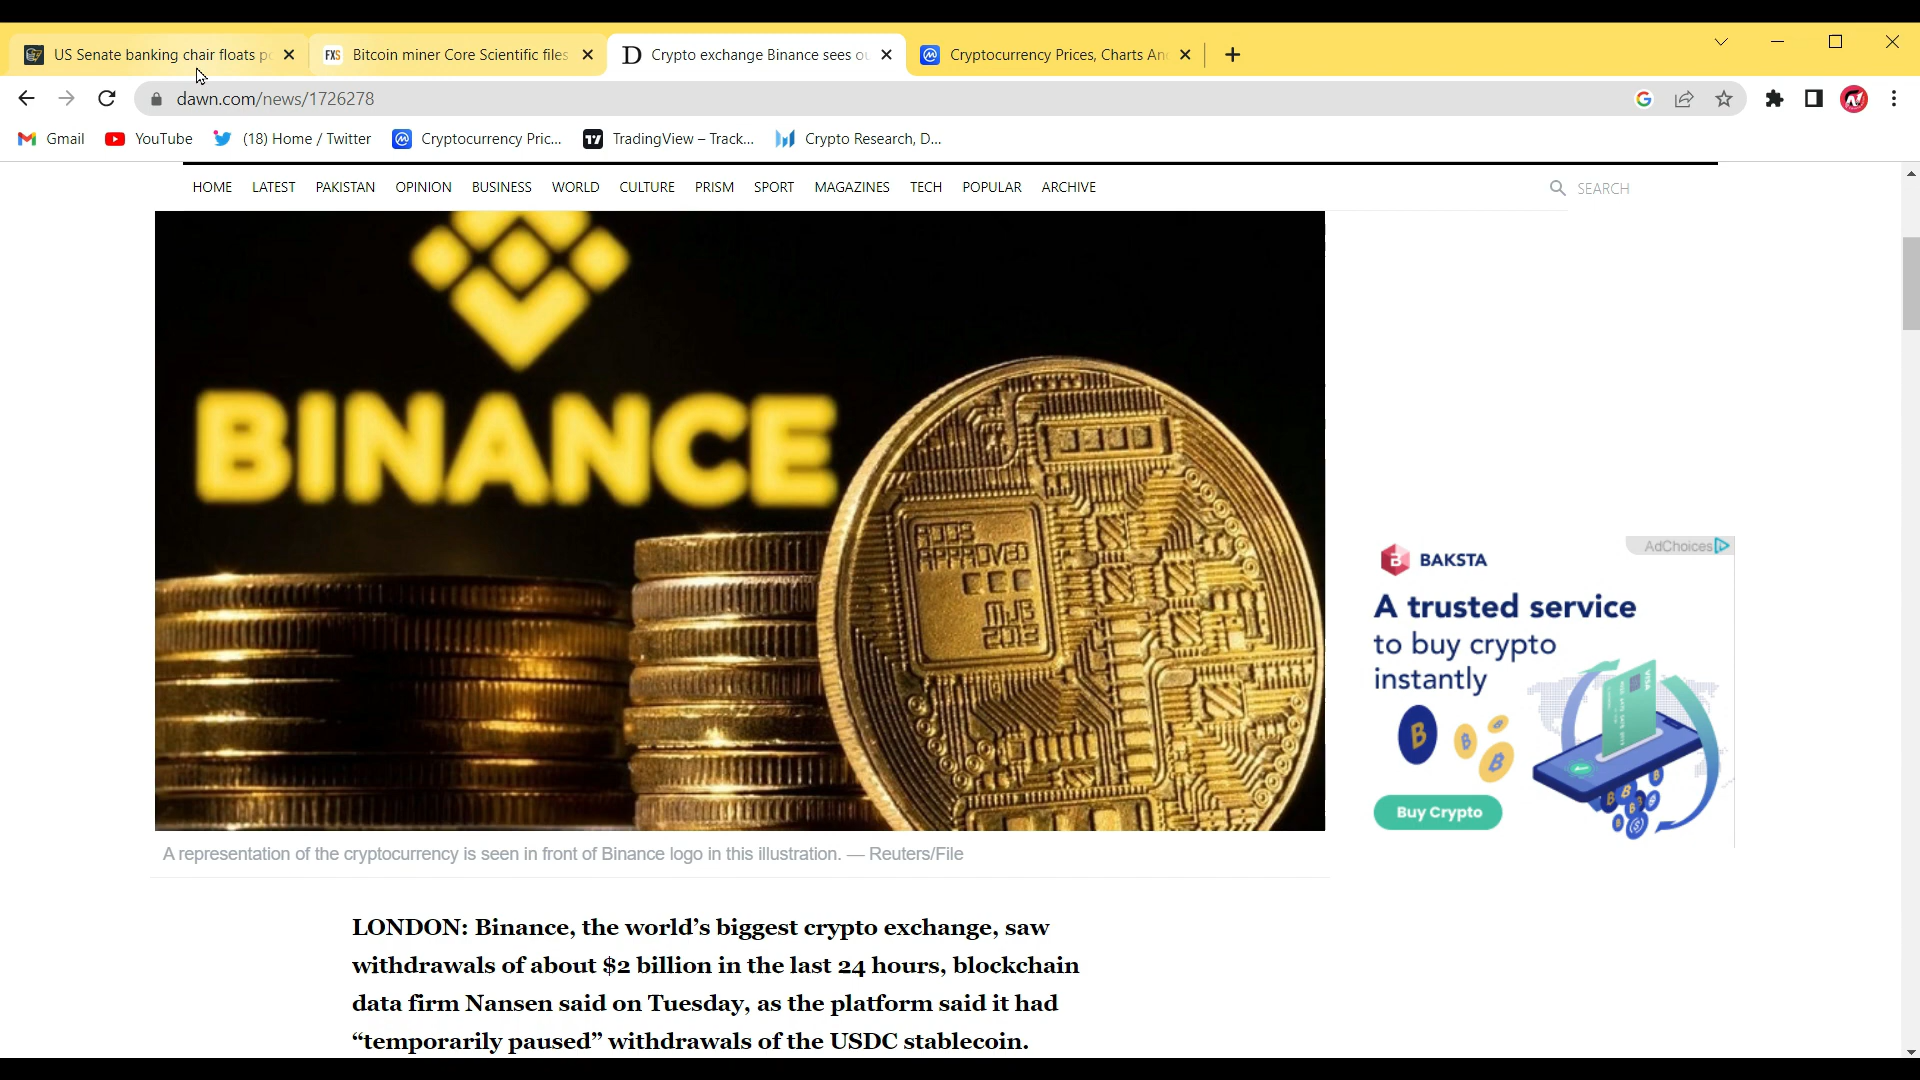 US Senate banking chair floats po
Bitcoin miner Core Scientific files
Crypto exchange Binance sees ou
Cryptocurrency Prices, Charts An
dawn.com/news/1726278
Gmail
YouTube
(18) Home / Twitter
Cryptocurrency Pric...
TradingView – Track...
Crypto Research, D...
HOME LATEST PAKISTAN OPINION BUSINESS WORLD CULTURE PRISM SPORT MAGAZINES TECH POPULAR ARCHIVE
SEARCH
BINANCE
AdChoices
BAKSTA
A trusted service
to buy crypto
instantly
VISA
Buy Crypto
A representation of the cryptocurrency is seen in front of Binance logo in this illustration. — Reuters/File
LONDON: Binance, the world’s biggest crypto exchange, saw
withdrawals of about $2 billion in the last 24 hours, blockchain
data firm Nansen said on Tuesday, as the platform said it had
“temporarily paused” withdrawals of the USDC stablecoin.